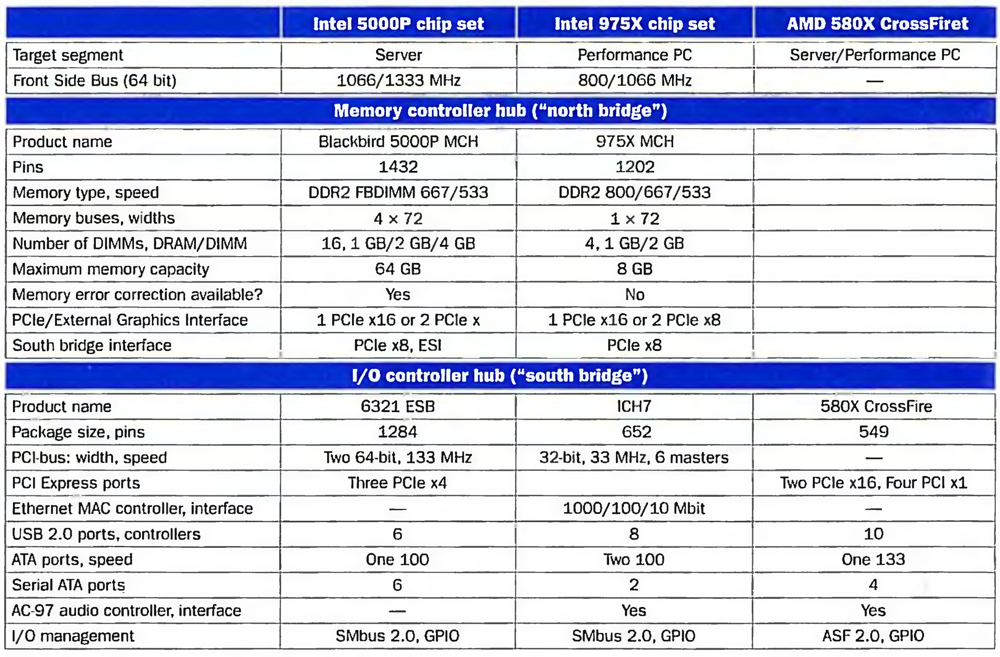 Intel 5000P chip set Intel 975X chip set AMD 580X CrossFiret
Target segment Server Performance PC Server/Performance PC
Front Side Bus (64 bit) 1066/1333 MHz 800/1066 MHz —
Memory controller hub (“north bridge”)
Product name Blackbird 5000P MCH 975X MCH
Pins 1432 1202
Memory type, speed DDR2 FBDIMM 667/533 DDR2 800/667/533
Memory buses, widths 4 × 72 1 × 72
Number of DIMMs, DRAM/DIMM 16, 1 GB/2 GB/4 GB 4, 1 GB/2 GB
Maximum memory capacity 64 GB 8 GB
Memory error correction available? Yes No
PCIe/External Graphics Interface 1 PCIe x16 or 2 PCIe x 1 PCIe x16 or 2 PCIe x8
South bridge interface PCIe x8, ESI PCIe x8
I/O controller hub (“south bridge”)
Product name 6321 ESB ICH7 580X CrossFire
Package size, pins 1284 652 549
PCI-bus: width, speed Two 64-bit, 133 MHz 32-bit, 33 MHz, 6 masters —
PCI Express ports Three PCIe x4 Two PCIe x16, Four PCI x1
Ethernet MAC controller, interface — 1000/100/10 Mbit —
USB 2.0 ports, controllers 6 8 10
ATA ports, speed One 100 Two 100 One 133
Serial ATA ports 6 2 4
AC-97 audio controller, interface — Yes Yes
I/O management SMbus 2.0, GPIO SMbus 2.0, GPIO ASF 2.0, GPIO